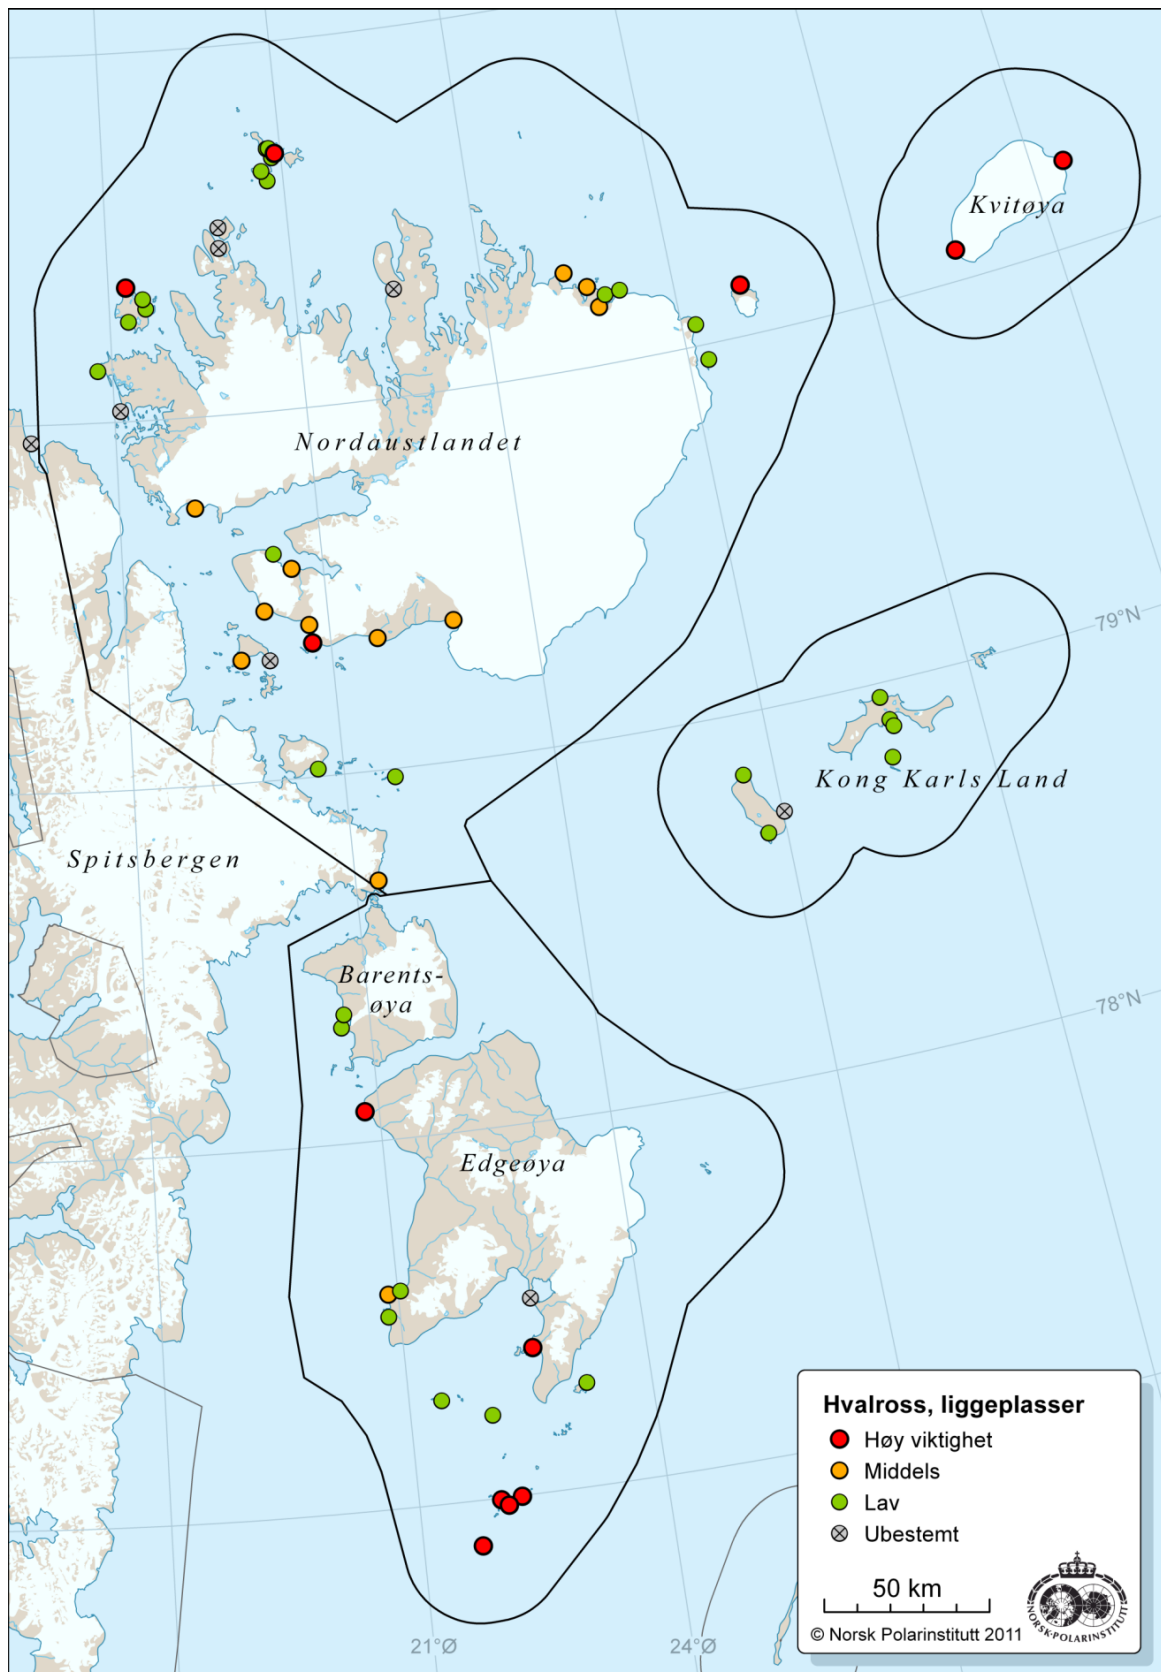 Kvitøya
Nordaustlandet
79°N
Kong Karls Land
Spitsbergen
Barents-
øya
78°N
Edgeøya
Hvalross, liggeplasser
Høy viktighet
Middels
Lav
Ubestemt
50 km
NORSK-POLARINSTITUTT
© Norsk Polarinstitutt 2011
21°Ø
24°Ø